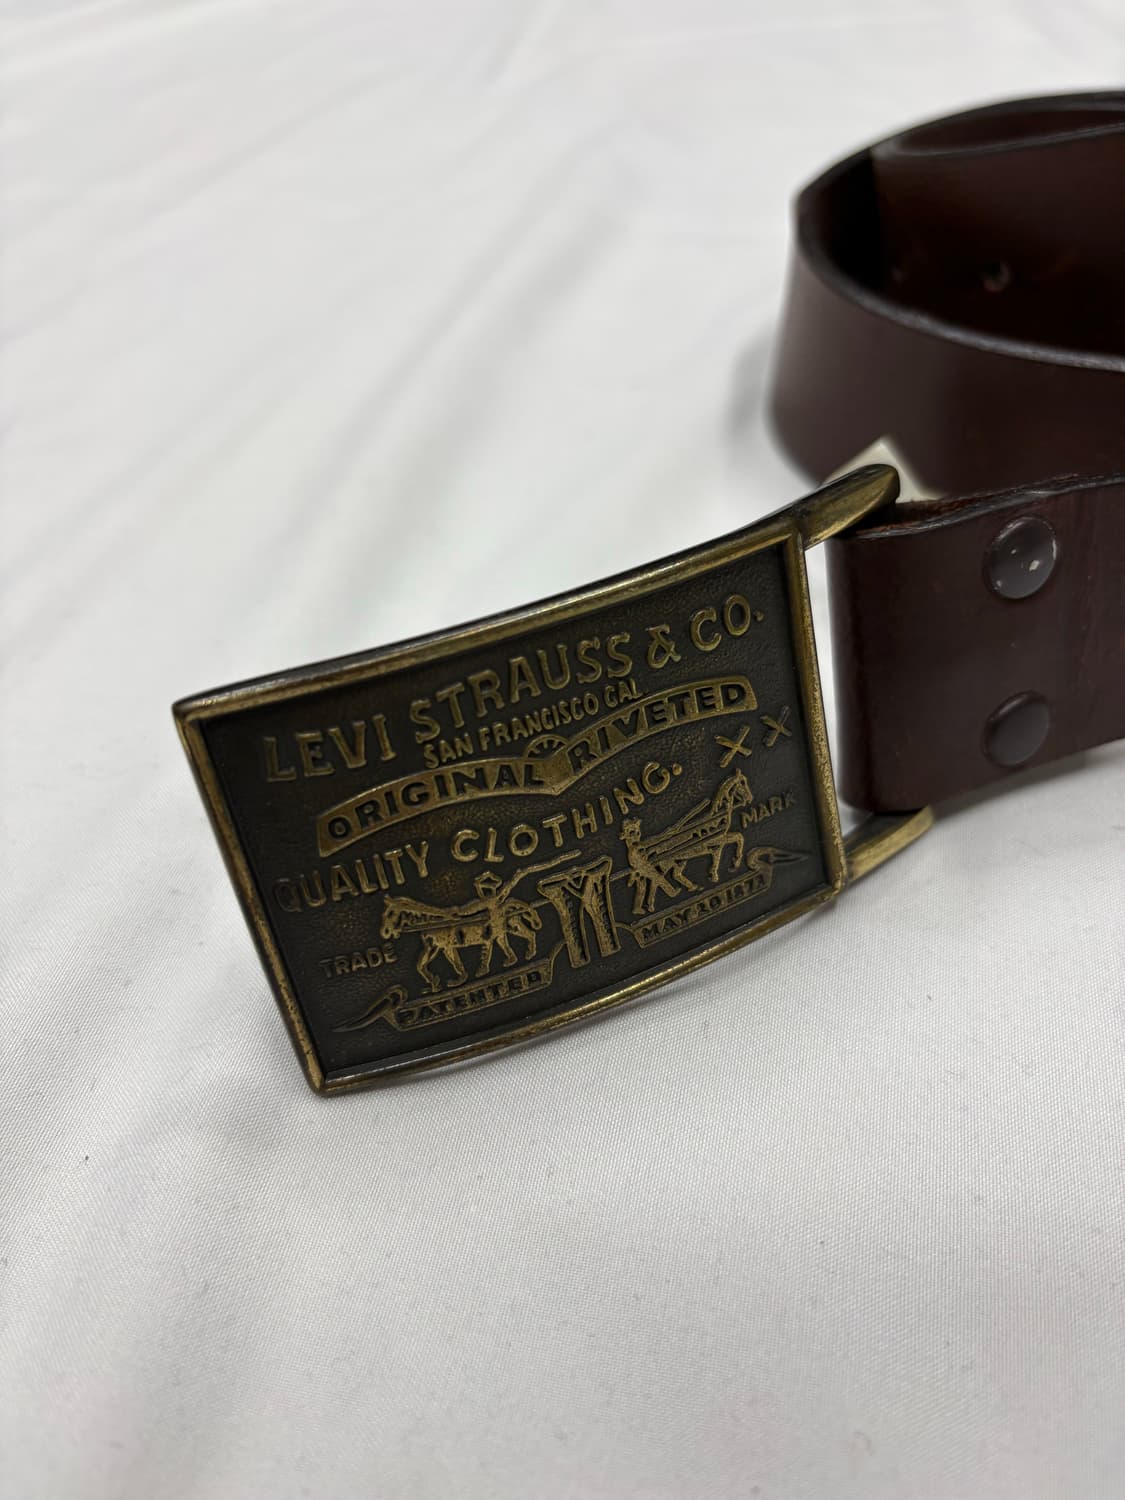 LEVI STRAUSS & CO.
SAN FRANCISCO CAL.
ORIGINAL RIVETED
QUALITY CLOTHING.
XX
TRADE MARK
PATENTED MAY 20 1873